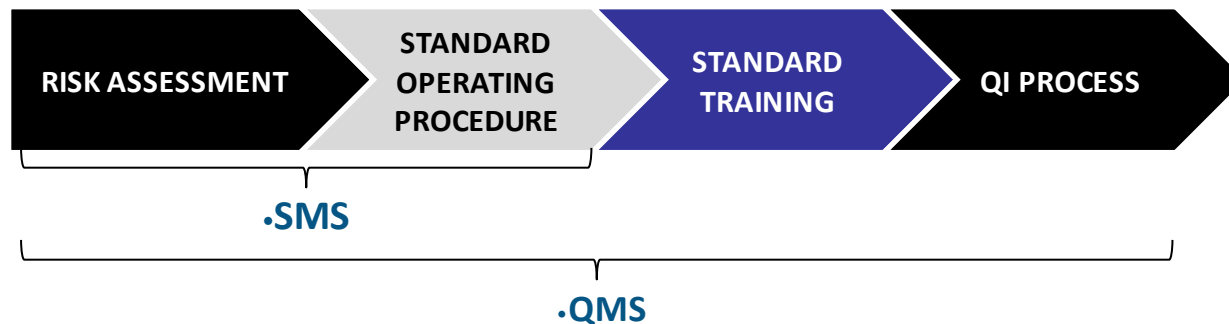 RISK ASSESSMENT
STANDARD
OPERATING
PROCEDURE
STANDARD
TRAINING
QI PROCESS
•SMS
•QMS